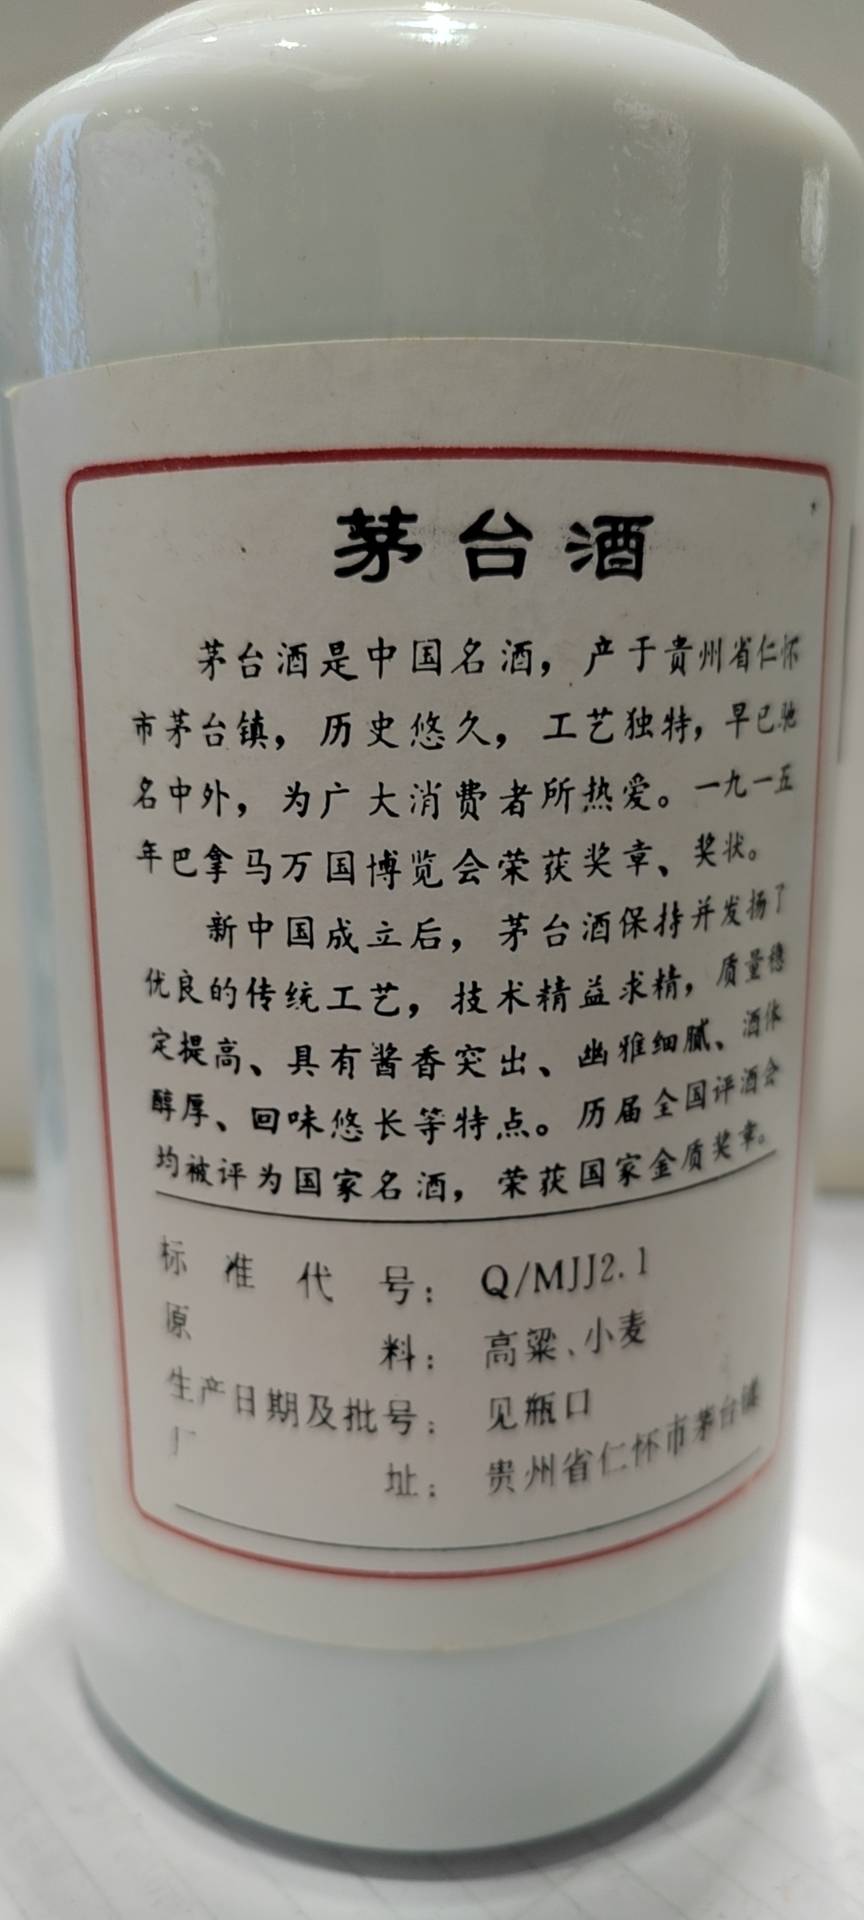 茅台酒
茅台酒是中国名酒，产于贵州省仁怀
市茅台镇，历史悠久，工艺独特，早已驰
名中外，为广大消费者所热爱。一九一五
年巴拿马万国博览会荣获奖章、奖状。
新中国成立后，茅台酒保持并发扬了
优良的传统工艺，技术精益求精，质量稳
定提高、具有酱香突出、幽雅细腻、酒体
醇厚、回味悠长等特点。历届全国评酒会
均被评为国家名酒，荣获国家金质奖章。
标准代号：Q/MJJ2.1
原料：高粱、小麦
生产日期及批号：见瓶口
厂址：贵州省仁怀市茅台镇